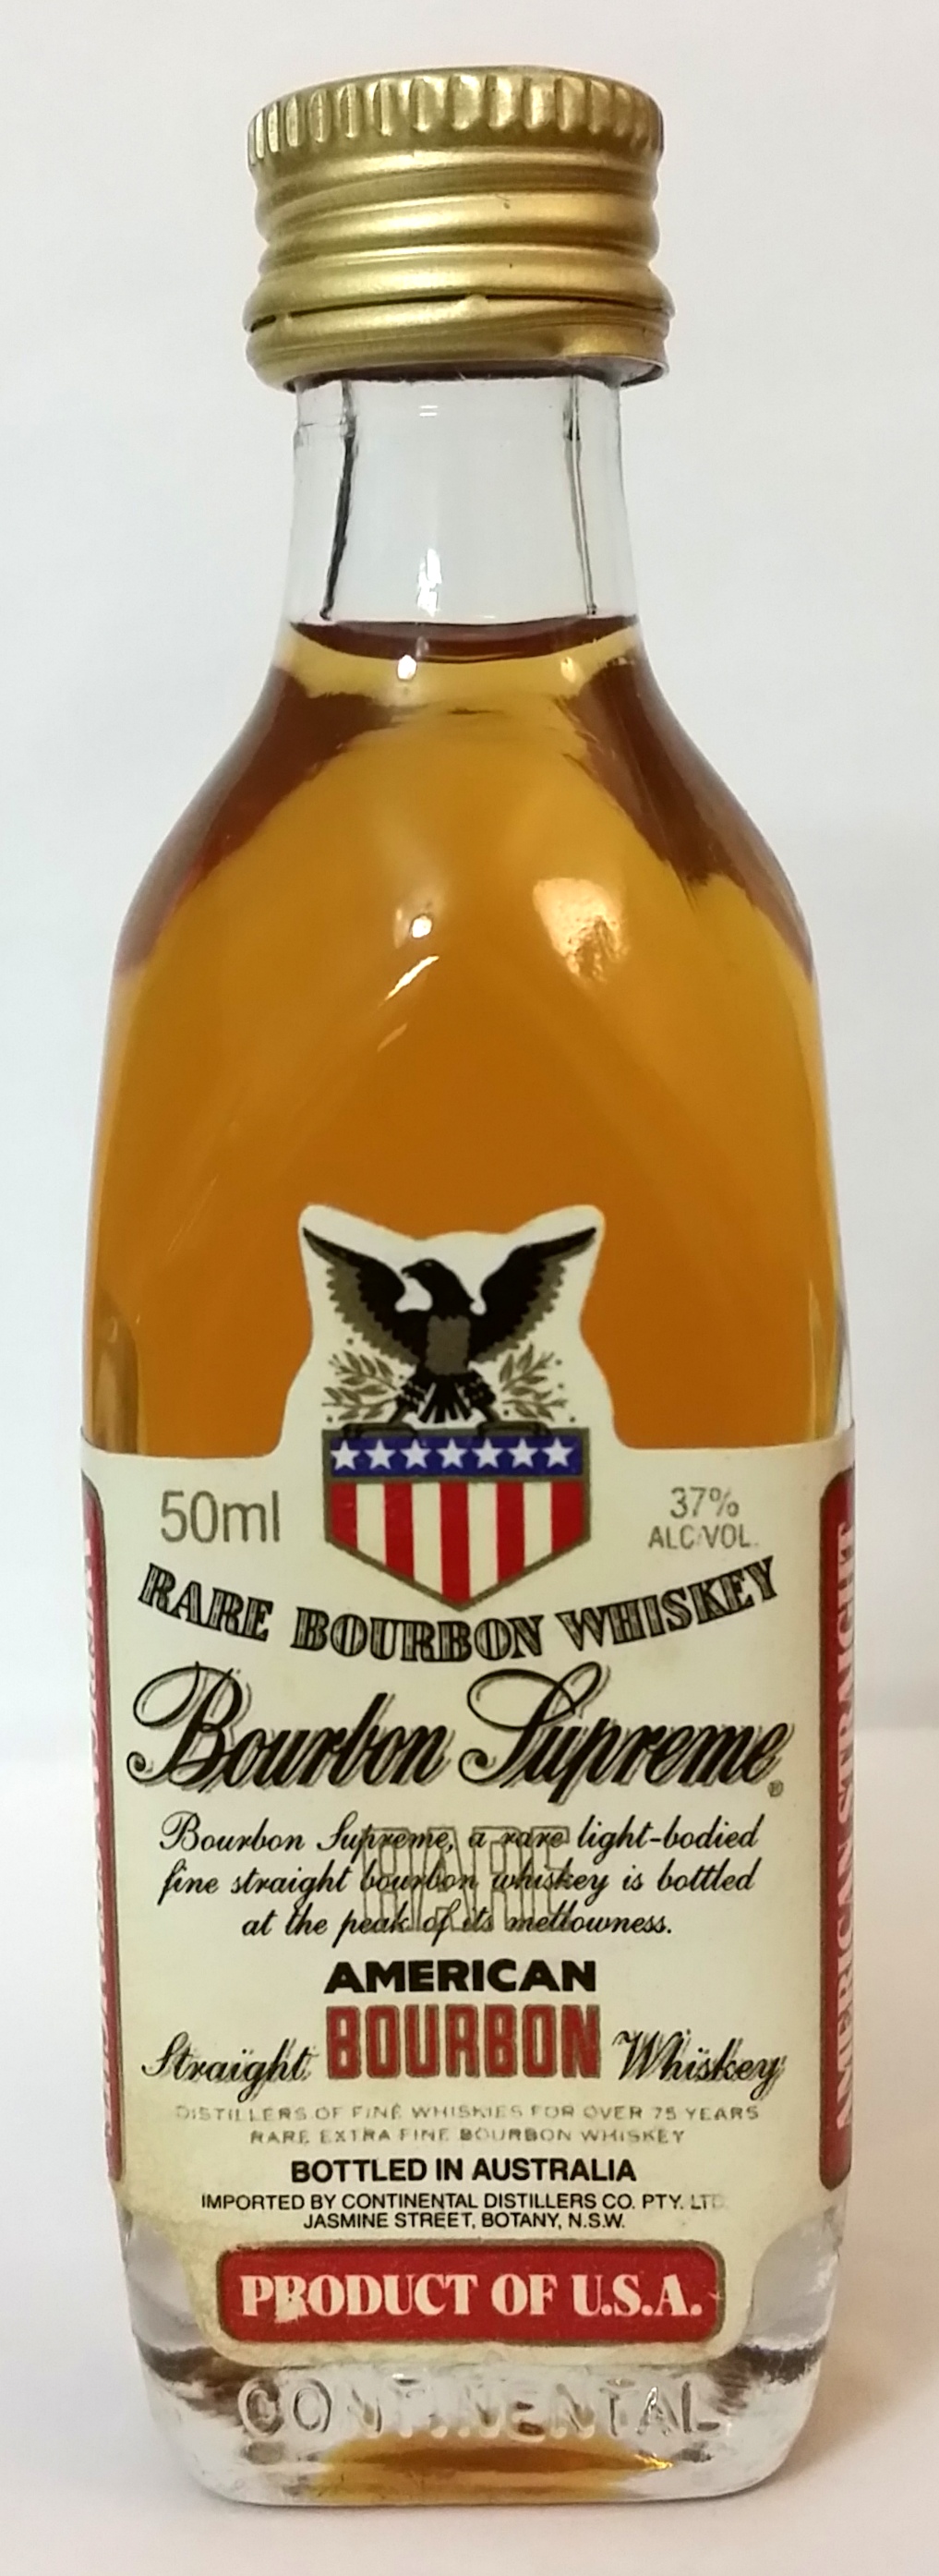 50ml
37%
ALC/VOL.
RARE BOURBON WHISKEY
Bourbon Supreme®
Bourbon Supreme, a rare light-bodied
fine straight bourbon whiskey is bottled
at the peak of its mellowness.
RARE
AMERICAN
Straight BOURBON Whiskey
DISTILLERS OF FINE WHISKIES FOR OVER 75 YEARS
RARE EXTRA FINE BOURBON WHISKEY
BOTTLED IN AUSTRALIA
IMPORTED BY CONTINENTAL DISTILLERS CO. PTY. LTD.
JASMINE STREET, BOTANY, N.S.W.
PRODUCT OF U.S.A.
CONTINENTAL
AMERICAN STRAIGHT